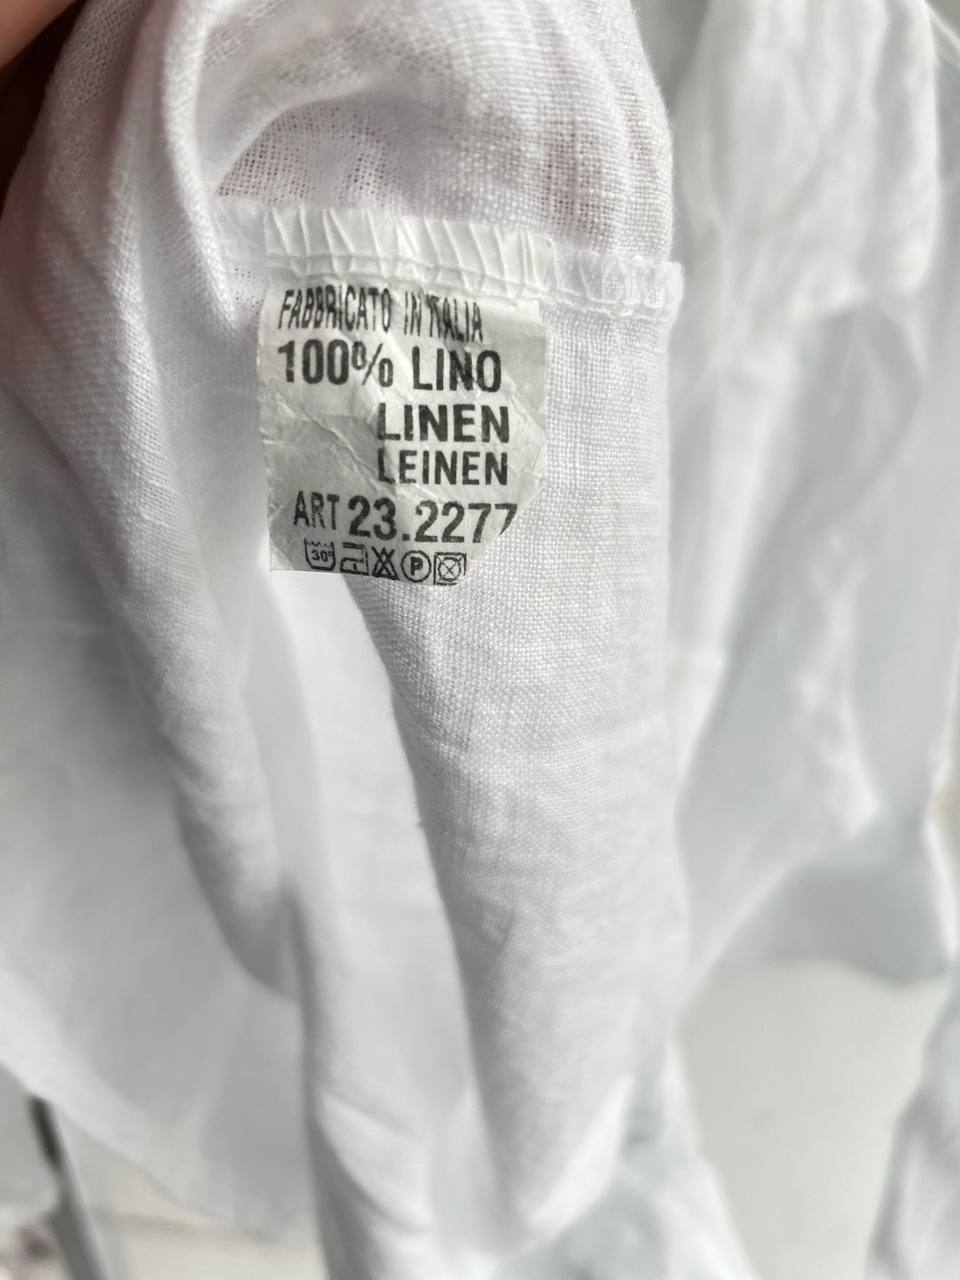 FABBRICATO IN ITALIA
100% LINO
LINEN
LEINEN
ART 23.2277
30° P